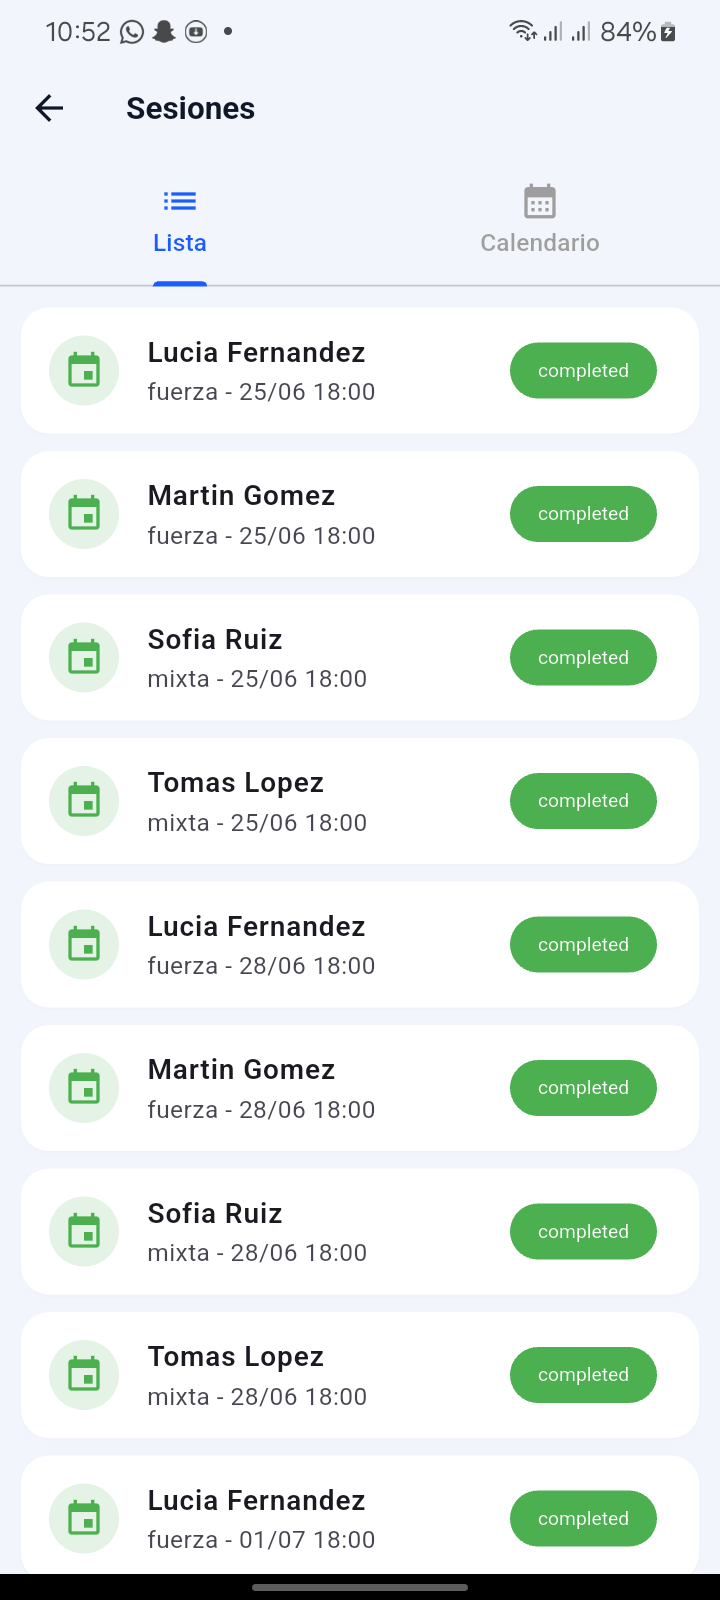 10:52
84%
Sesiones
Lista
Calendario
Lucia Fernandez
fuerza - 25/06 18:00
completed
Martin Gomez
fuerza - 25/06 18:00
completed
Sofia Ruiz
mixta - 25/06 18:00
completed
Tomas Lopez
mixta - 25/06 18:00
completed
Lucia Fernandez
fuerza - 28/06 18:00
completed
Martin Gomez
fuerza - 28/06 18:00
completed
Sofia Ruiz
mixta - 28/06 18:00
completed
Tomas Lopez
mixta - 28/06 18:00
completed
Lucia Fernandez
fuerza - 01/07 18:00
completed